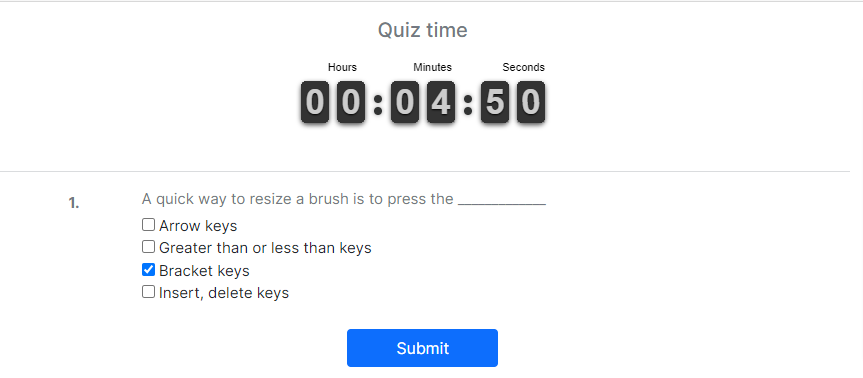 Quiz time
Hours Minutes Seconds
00:04:50
1. A quick way to resize a brush is to press the ____________
Arrow keys
Greater than or less than keys
Bracket keys
Insert, delete keys
Submit